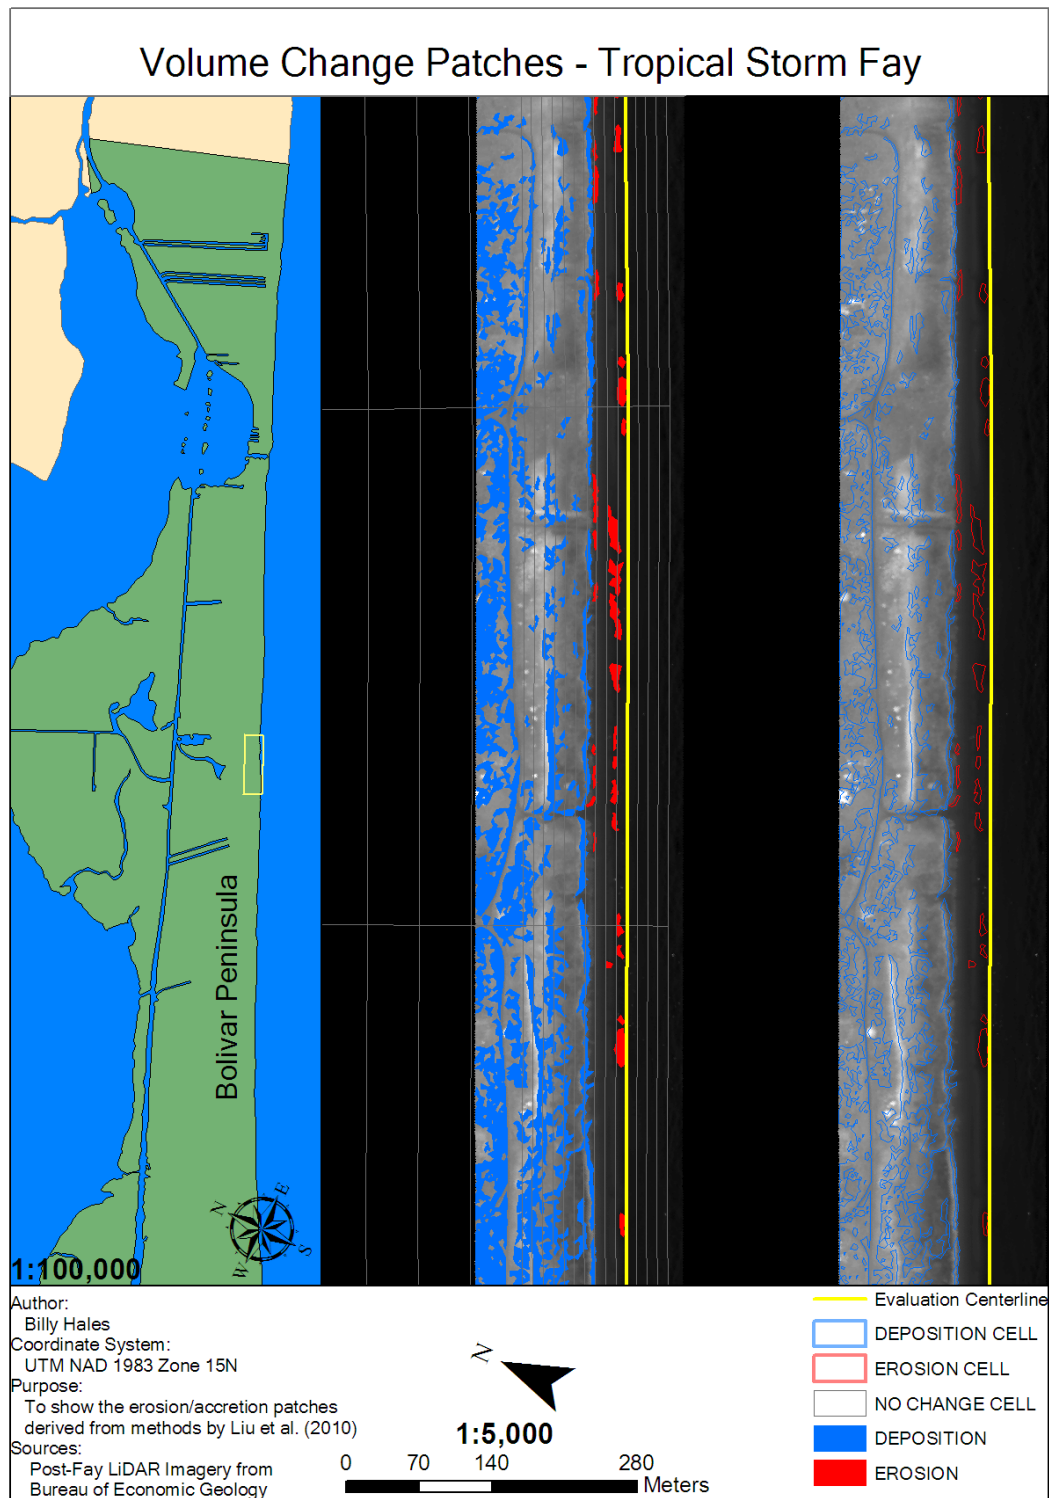 Volume Change Patches - Tropical Storm Fay
Bolivar Peninsula
N
E
S
W
1:100,000
Author:
Billy Hales
Coordinate System:
UTM NAD 1983 Zone 15N
Purpose:
To show the erosion/accretion patches
derived from methods by Liu et al. (2010)
Sources:
Post-Fay LiDAR Imagery from
Bureau of Economic Geology
N
1:5,000
0 70 140 280
Meters
Evaluation Centerline
DEPOSITION CELL
EROSION CELL
NO CHANGE CELL
DEPOSITION
EROSION